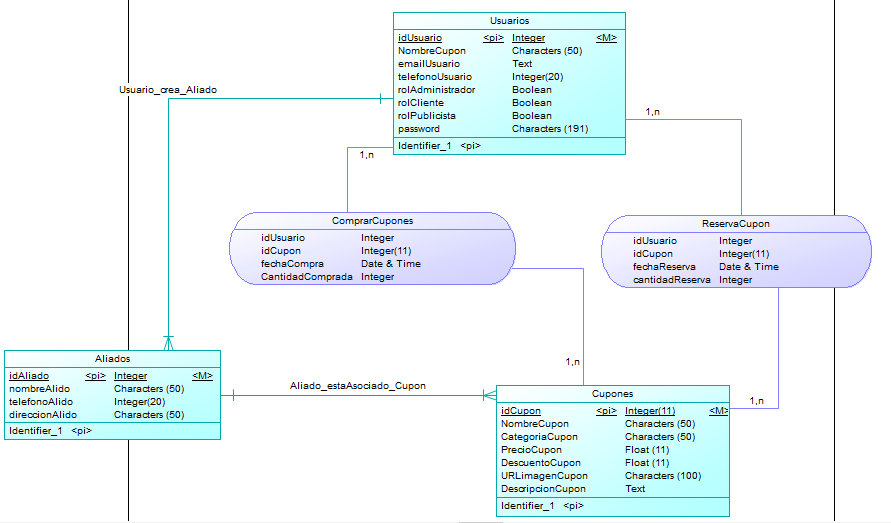 Usuarios
idUsuario <pi> Integer <M>
NombreCupon Characters (50)
emailUsuario Text
telefonoUsuario Integer(20)
rolAdministrador Boolean
rolCliente Boolean
rolPublicista Boolean
password Characters (191)
Identifier_1 <pi>
Usuario_crea_Aliado
1,n
1,n
ComprarCupones
idUsuario Integer
idCupon Integer(11)
fechaCompra Date & Time
CantidadComprada Integer
ReservaCupon
idUsuario Integer
idCupon Integer(11)
fechaReserva Date & Time
cantidadReserva Integer
Aliados
idAliado <pi> Integer <M>
nombreAlido Characters (50)
telefonoAlido Integer(20)
direccionAlido Characters (50)
Identifier_1 <pi>
Aliado_estaAsociado_Cupon
1,n
1,n
Cupones
idCupon <pi> Integer(11) <M>
NombreCupon Characters (50)
CategoriaCupon Characters (50)
PrecioCupon Float (11)
DescuentoCupon Float (11)
URLimagenCupon Characters (100)
DescripcionCupon Text
Identifier_1 <pi>